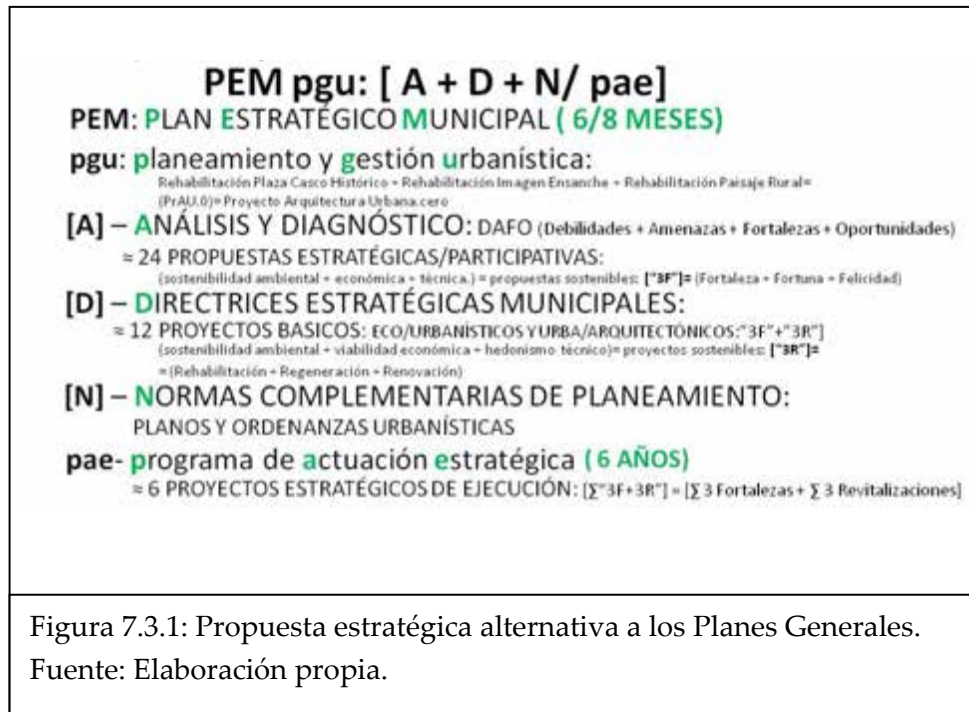 PEM pgu: [ A + D + N/ pae]
PEM: PLAN ESTRATÉGICO MUNICIPAL ( 6/8 MESES)
pgu: planeamiento y gestión urbanística:
Rehabilitación Plaza Casco Histórico + Rehabilitación Imagen Ensanche + Rehabilitación Paisaje Rural=
(PrAU.0)= Proyecto Arquitectura Urbana.cero
[A] – ANÁLISIS Y DIAGNÓSTICO: DAFO (Debilidades + Amenazas + Fortalezas + Oportunidades)
≈ 24 PROPUESTAS ESTRATÉGICAS/PARTICIPATIVAS:
(sostenibilidad ambiental + económica + técnica.) = propuestas sostenibles: ["3F"]= (Fortaleza + Fortuna + Felicidad)
[D] – DIRECTRICES ESTRATÉGICAS MUNICIPALES:
≈ 12 PROYECTOS BASICOS: ECO/URBANÍSTICOS Y URBA/ARQUITECTÓNICOS:"3F"+"3R"]
(sostenibilidad ambiental + viabilidad económica + hedonismo técnico)= proyectos sostenibles: ["3R"]=
= (Rehabilitación + Regeneración + Renovación)
[N] – NORMAS COMPLEMENTARIAS DE PLANEAMIENTO:
PLANOS Y ORDENANZAS URBANÍSTICAS
pae- programa de actuación estratégica ( 6 AÑOS)
≈ 6 PROYECTOS ESTRATÉGICOS DE EJECUCIÓN: [∑"3F+3R"] = [∑ 3 Fortalezas + ∑ 3 Revitalizaciones]
Figura 7.3.1: Propuesta estratégica alternativa a los Planes Generales.
Fuente: Elaboración propia.